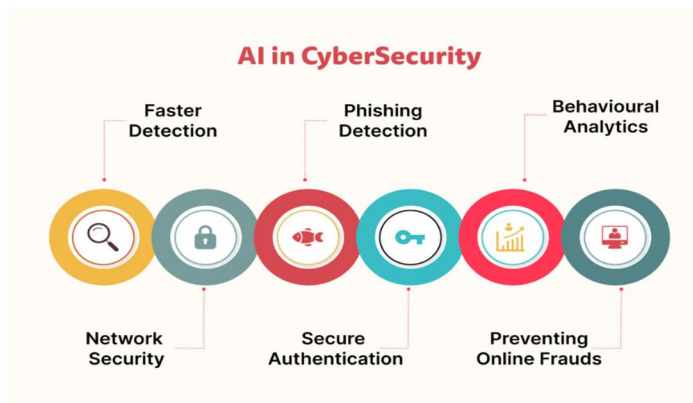 AI in CyberSecurity
Faster
Detection
Phishing
Detection
Behavioural
Analytics
Network
Security
Secure
Authentication
Preventing
Online Frauds